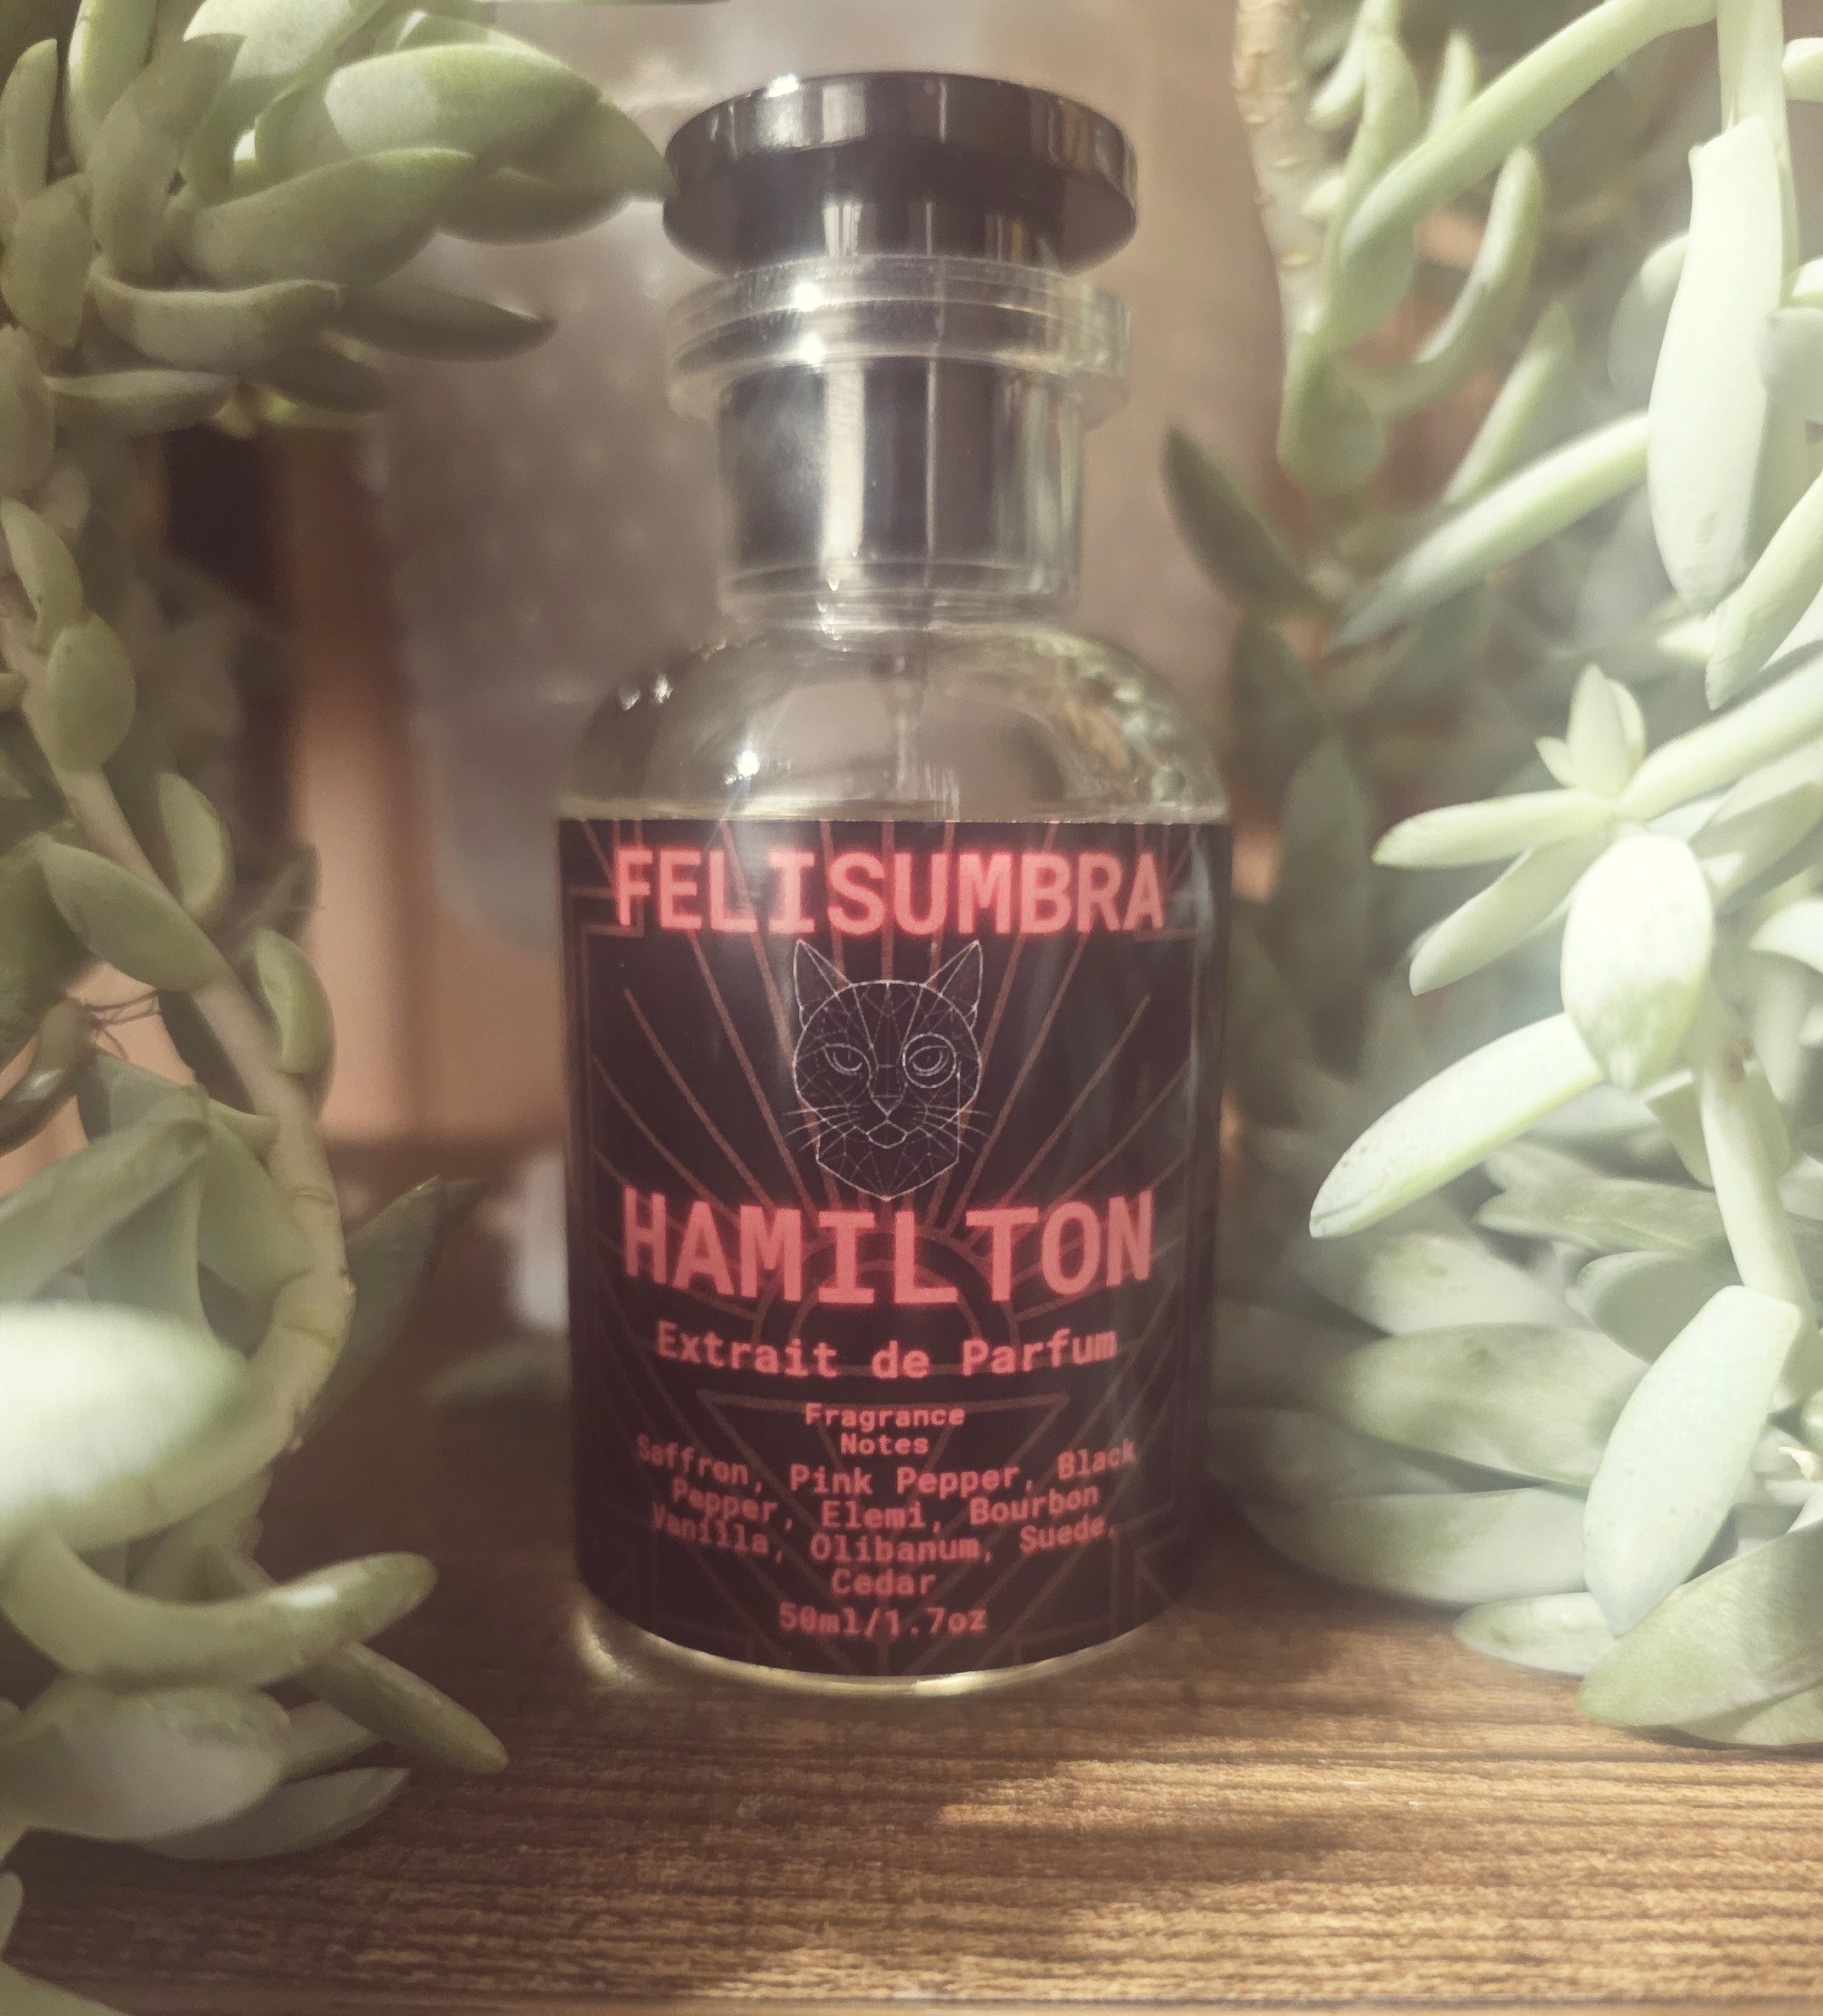 FELISUMBRA
HAMILTON
Extrait de Parfum
Fragrance
Notes
Saffron, Pink Pepper, Black
Pepper, Elemi, Bourbon
Vanilla, Olibanum, Suede,
Cedar
50ml/1.7oz